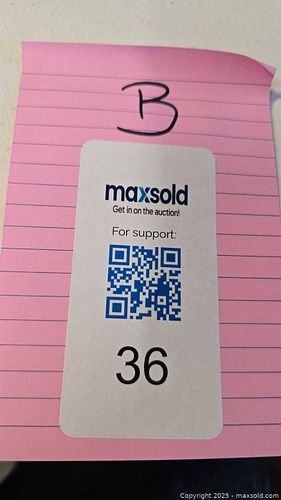 B
maxsold
Get in on the auction!
For support:
36
Copyright 2025 - maxsold.com